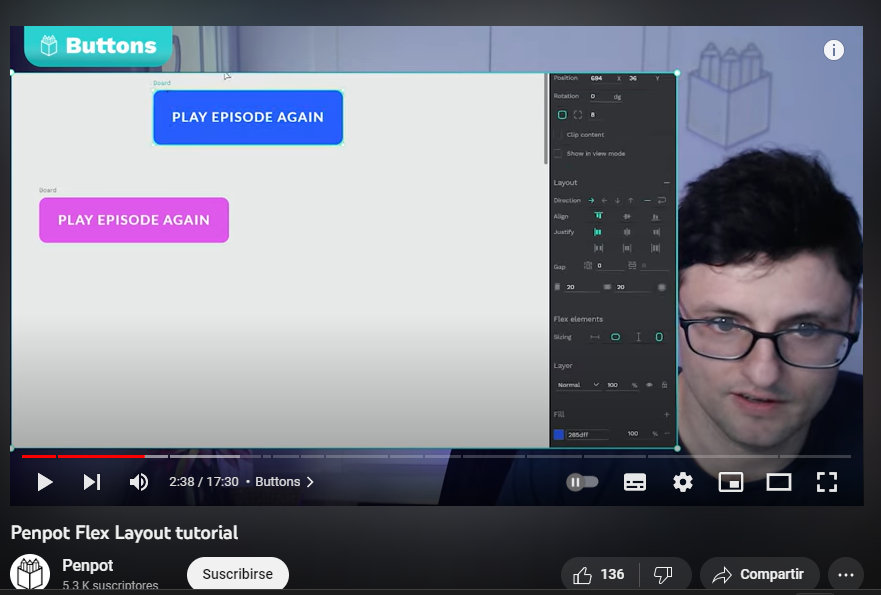 Buttons
Board
PLAY EPISODE AGAIN
Board
PLAY EPISODE AGAIN
Position 694 X 36 Y
Rotation 0 dg
8
Clip content
Show in view mode
Layout
Direction
Align
Justify
Gap 0 0
20 20
Flex elements
Sizing
Layer
Normal 100 %
Fill
285dff 100 %
2:38 / 17:30 • Buttons
Penpot Flex Layout tutorial
Penpot
5.3 K suscriptores
Suscribirse
136
Compartir